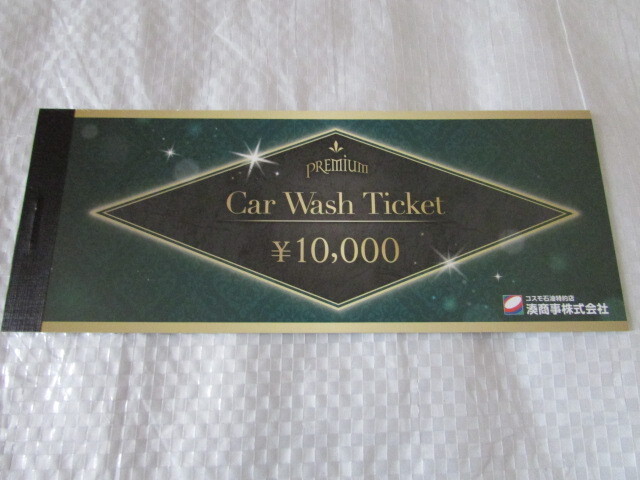 PREMIUM
Car Wash Ticket
¥10,000
コスモ石油特約店
湊商事株式会社